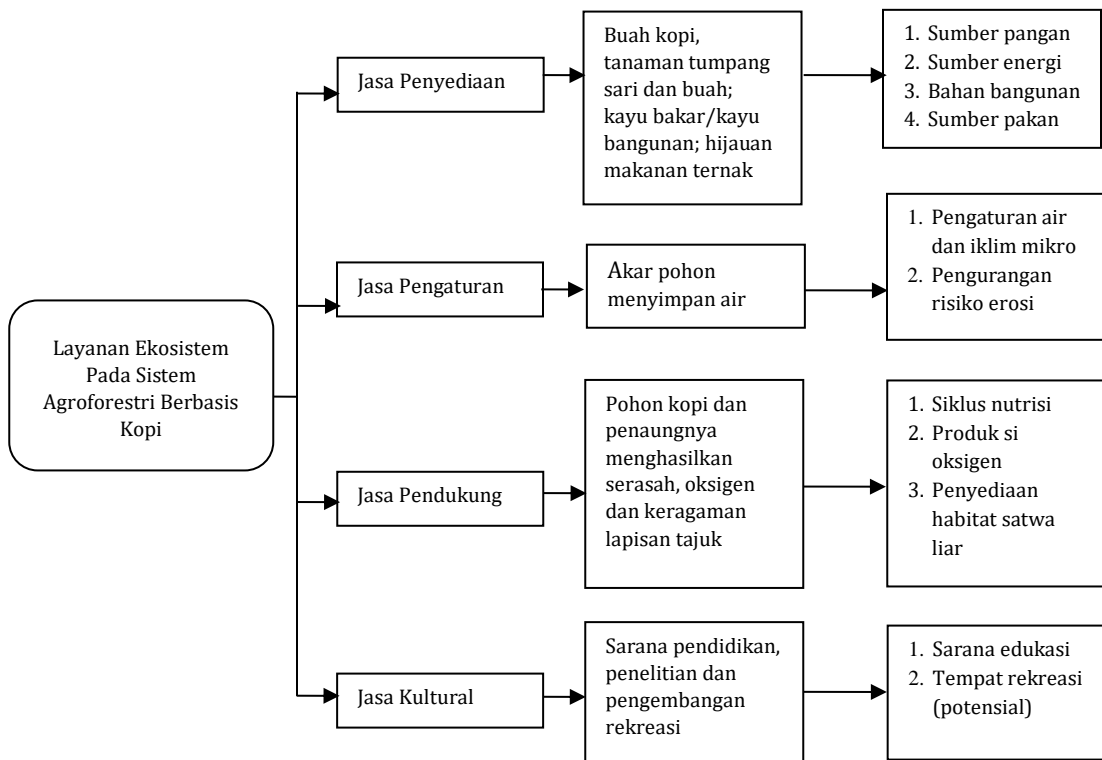 Layanan Ekosistem
Pada Sistem
Agroforestri Berbasis
Kopi
Jasa Penyediaan
Buah kopi,
tanaman tumpang
sari dan buah;
kayu bakar/kayu
bangunan; hijauan
makanan ternak
1. Sumber pangan
2. Sumber energi
3. Bahan bangunan
4. Sumber pakan
Jasa Pengaturan
Akar pohon
menyimpan air
1. Pengaturan air
dan iklim mikro
2. Pengurangan
risiko erosi
Jasa Pendukung
Pohon kopi dan
penaungnya
menghasilkan
serasah, oksigen
dan keragaman
lapisan tajuk
1. Siklus nutrisi
2. Produk si
oksigen
3. Penyediaan
habitat satwa
liar
Jasa Kultural
Sarana pendidikan,
penelitian dan
pengembangan
rekreasi
1. Sarana edukasi
2. Tempat rekreasi
(potensial)